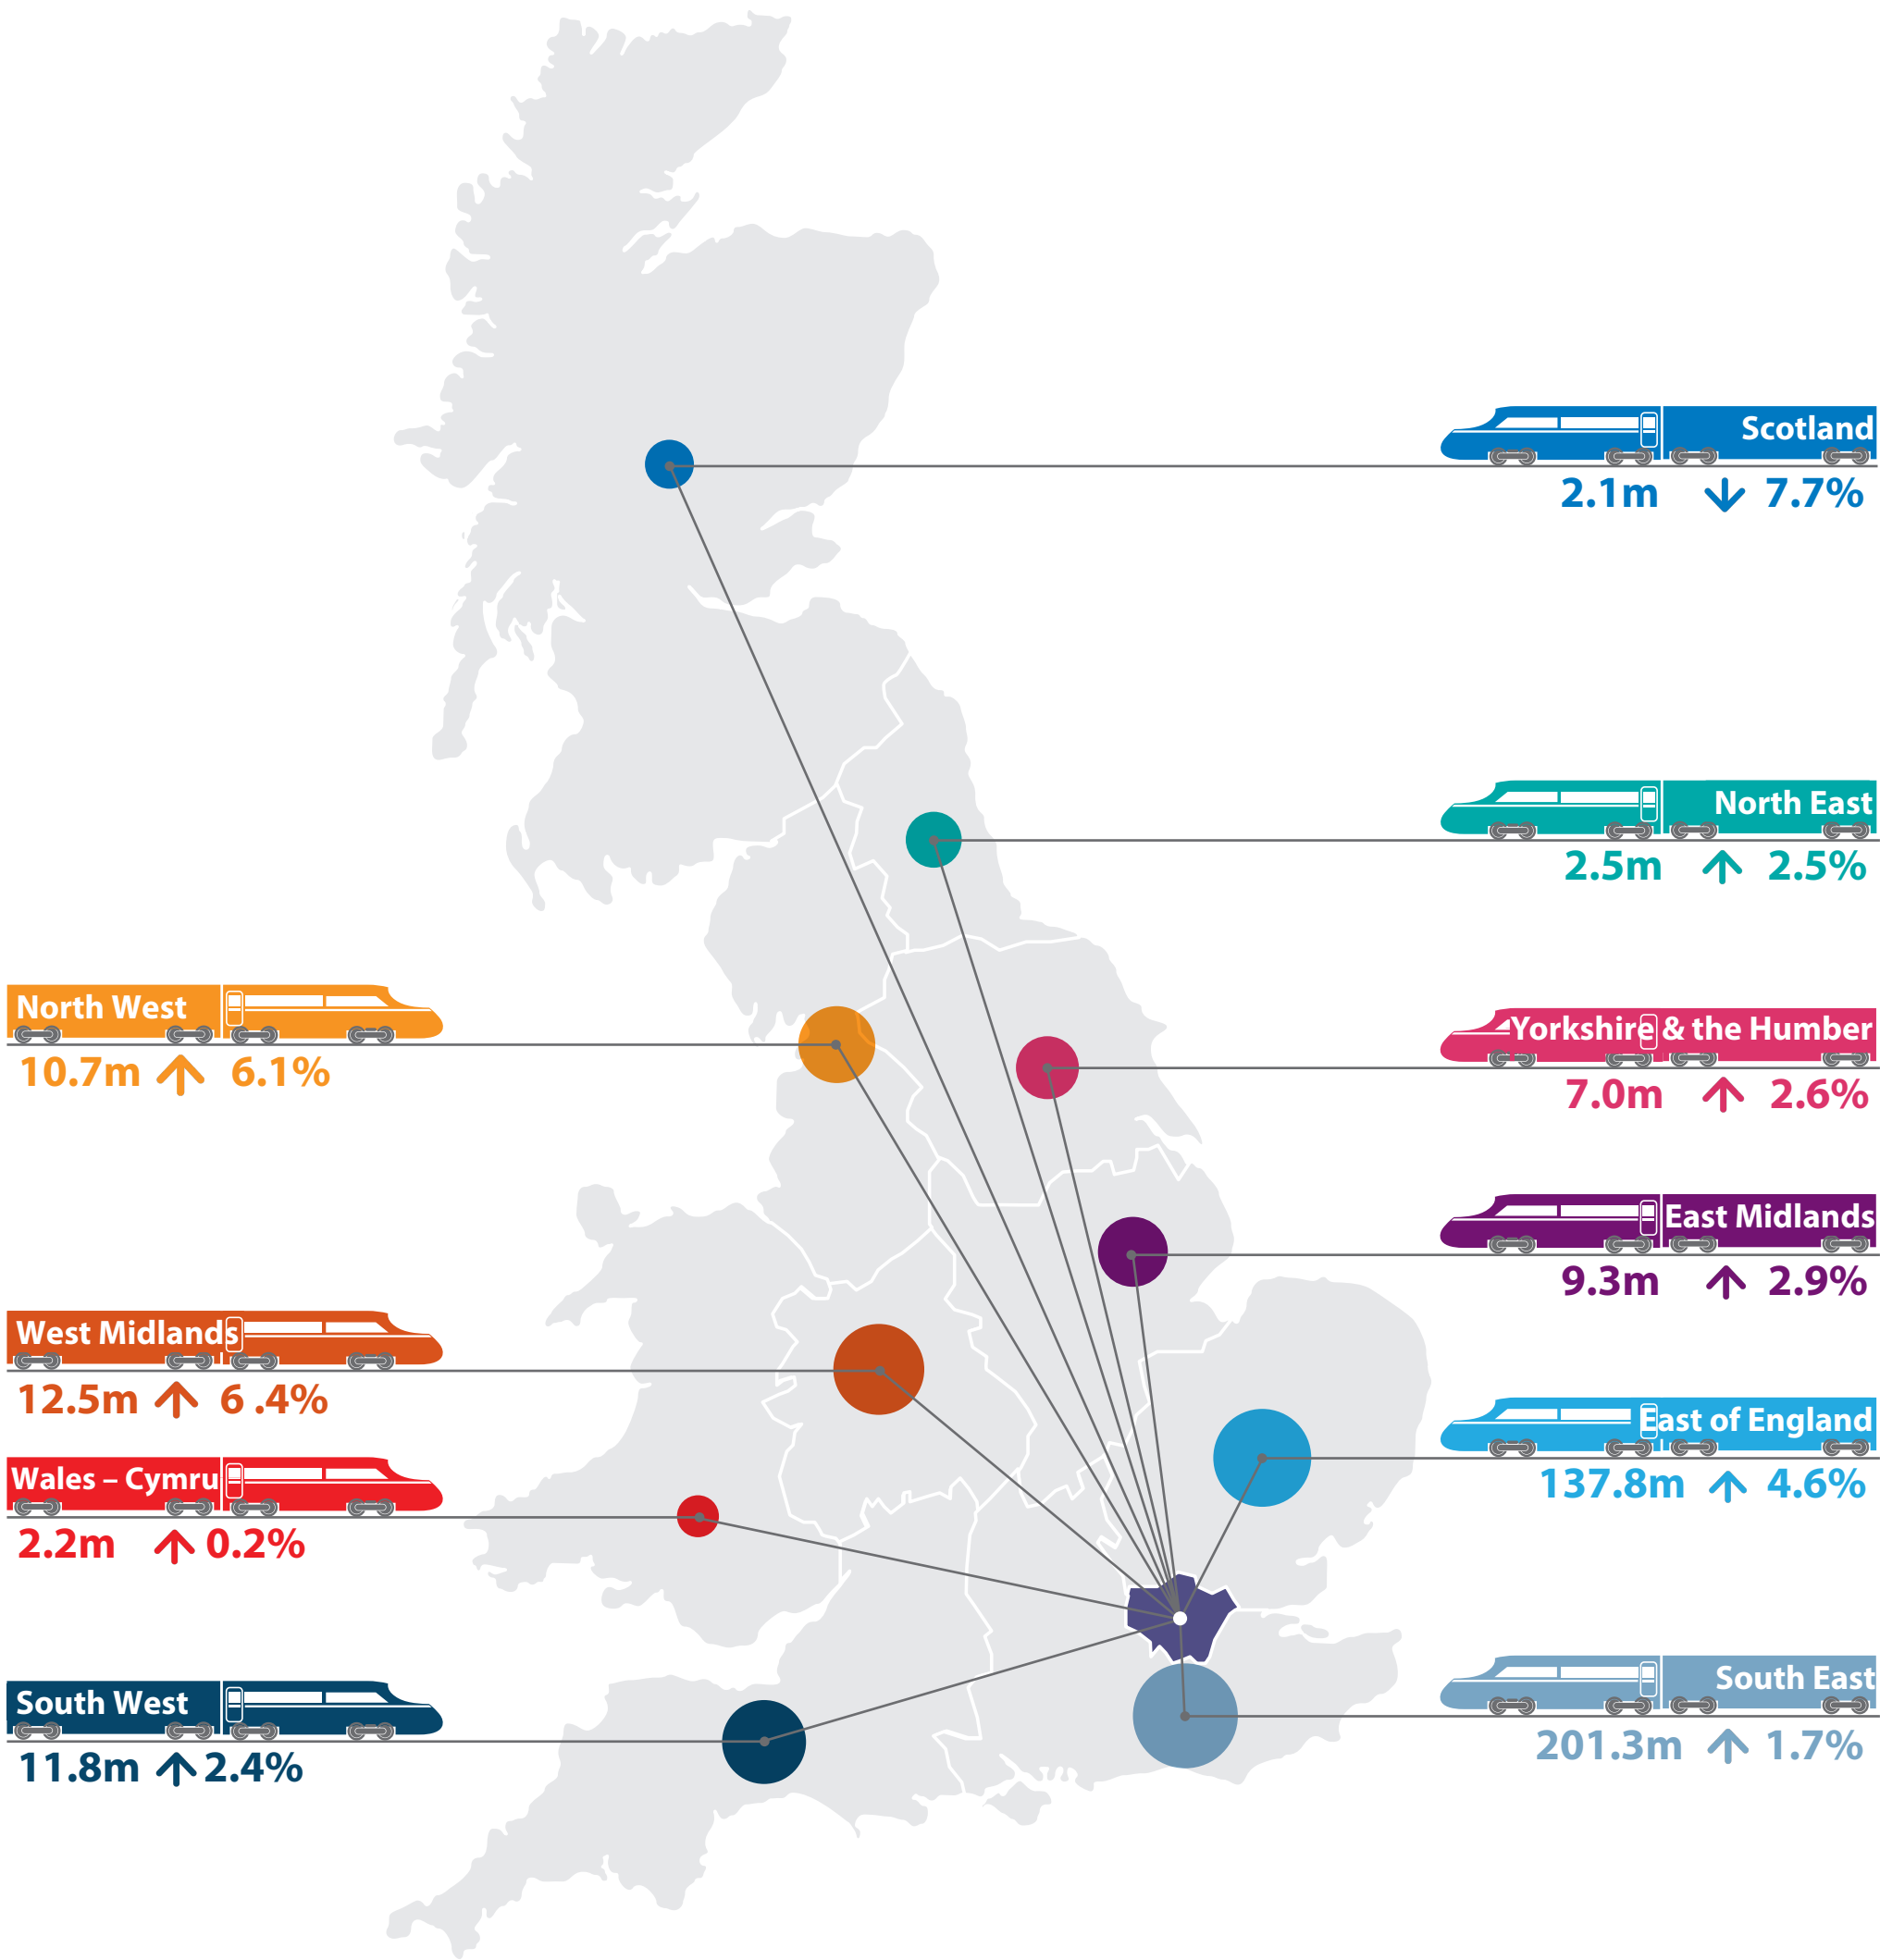 Scotland
2.1m 7.7%
North East
2.5m 2.5%
North West
10.7m 6.1%
Yorkshire & the Humber
7.0m 2.6%
East Midlands
9.3m 2.9%
West Midlands
12.5m 6 .4%
East of England
137.8m 4.6%
Wales – Cymru
2.2m 0.2%
South East
201.3m 1.7%
South West
11.8m 2.4%